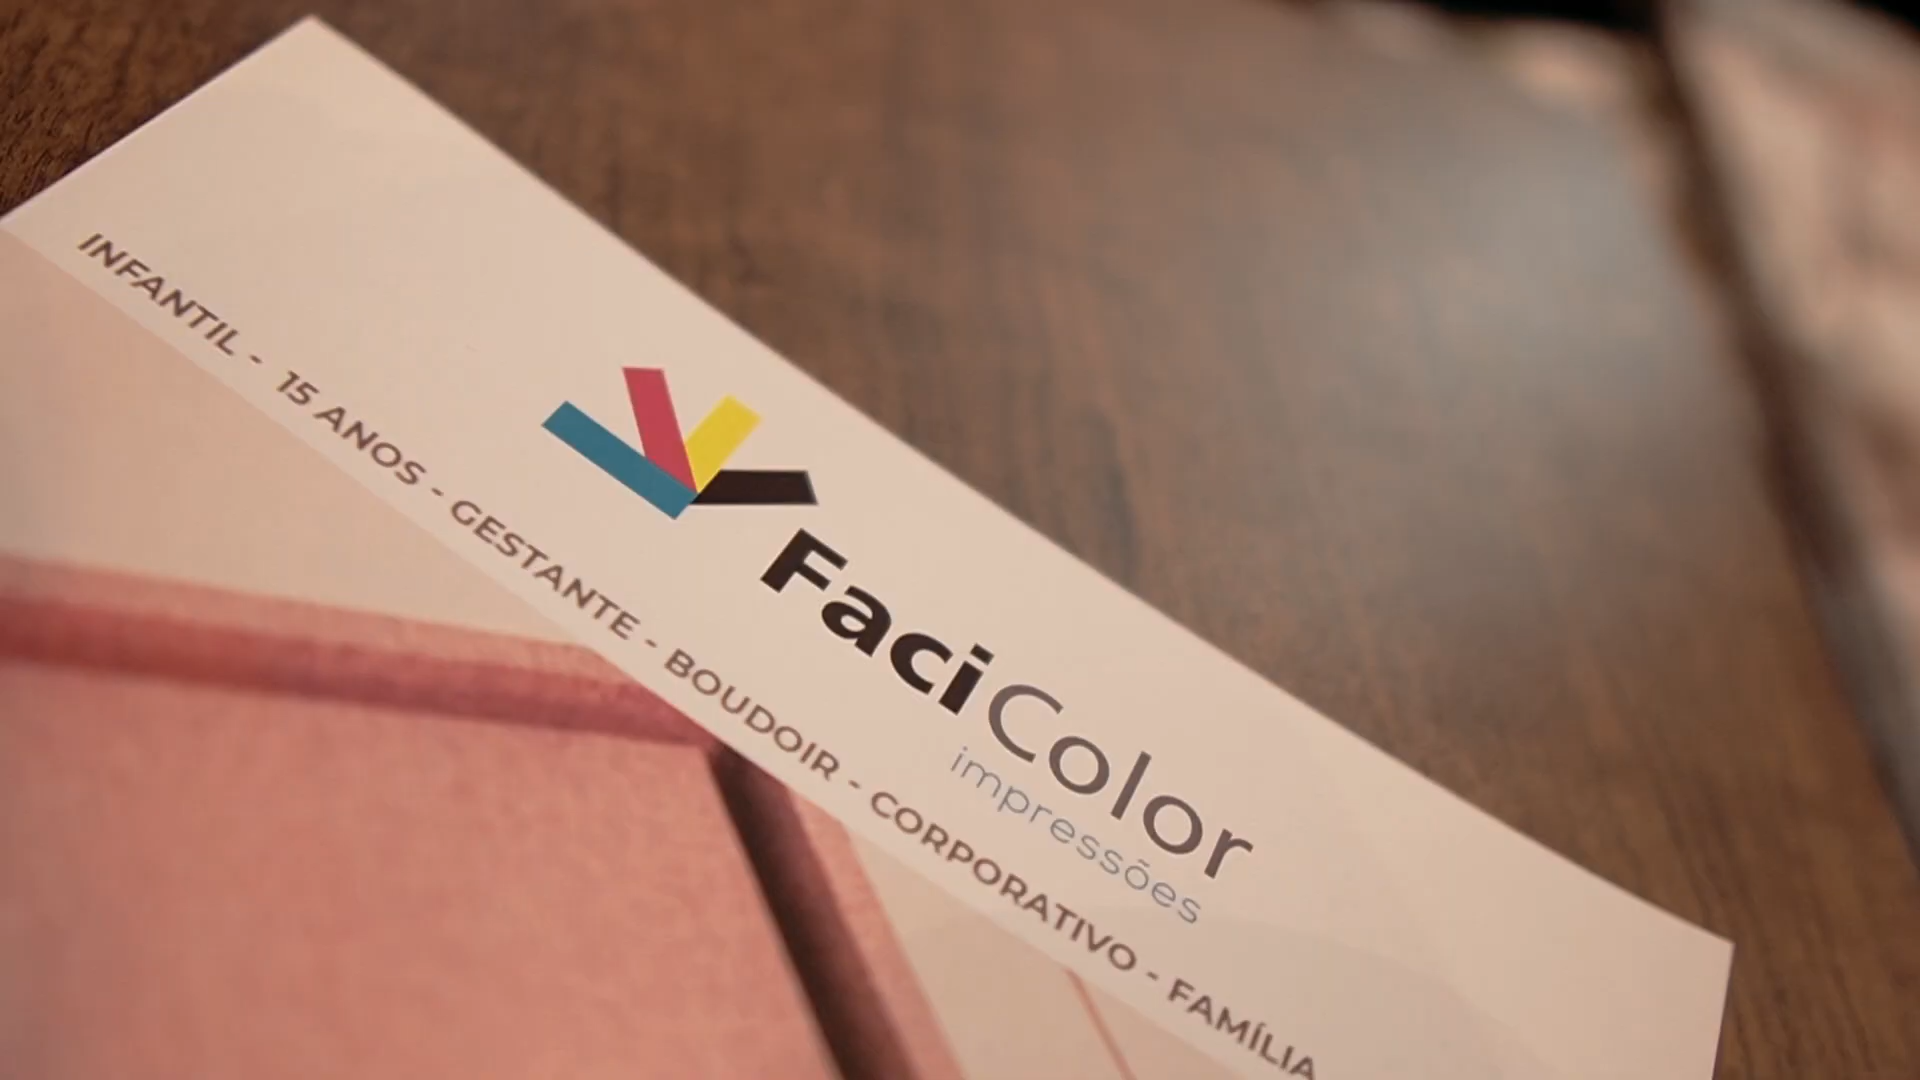 FaciColor
impressões
INFANTIL - 15 ANOS - GESTANTE - BOUDOIR - CORPORATIVO - FAMÍLIA